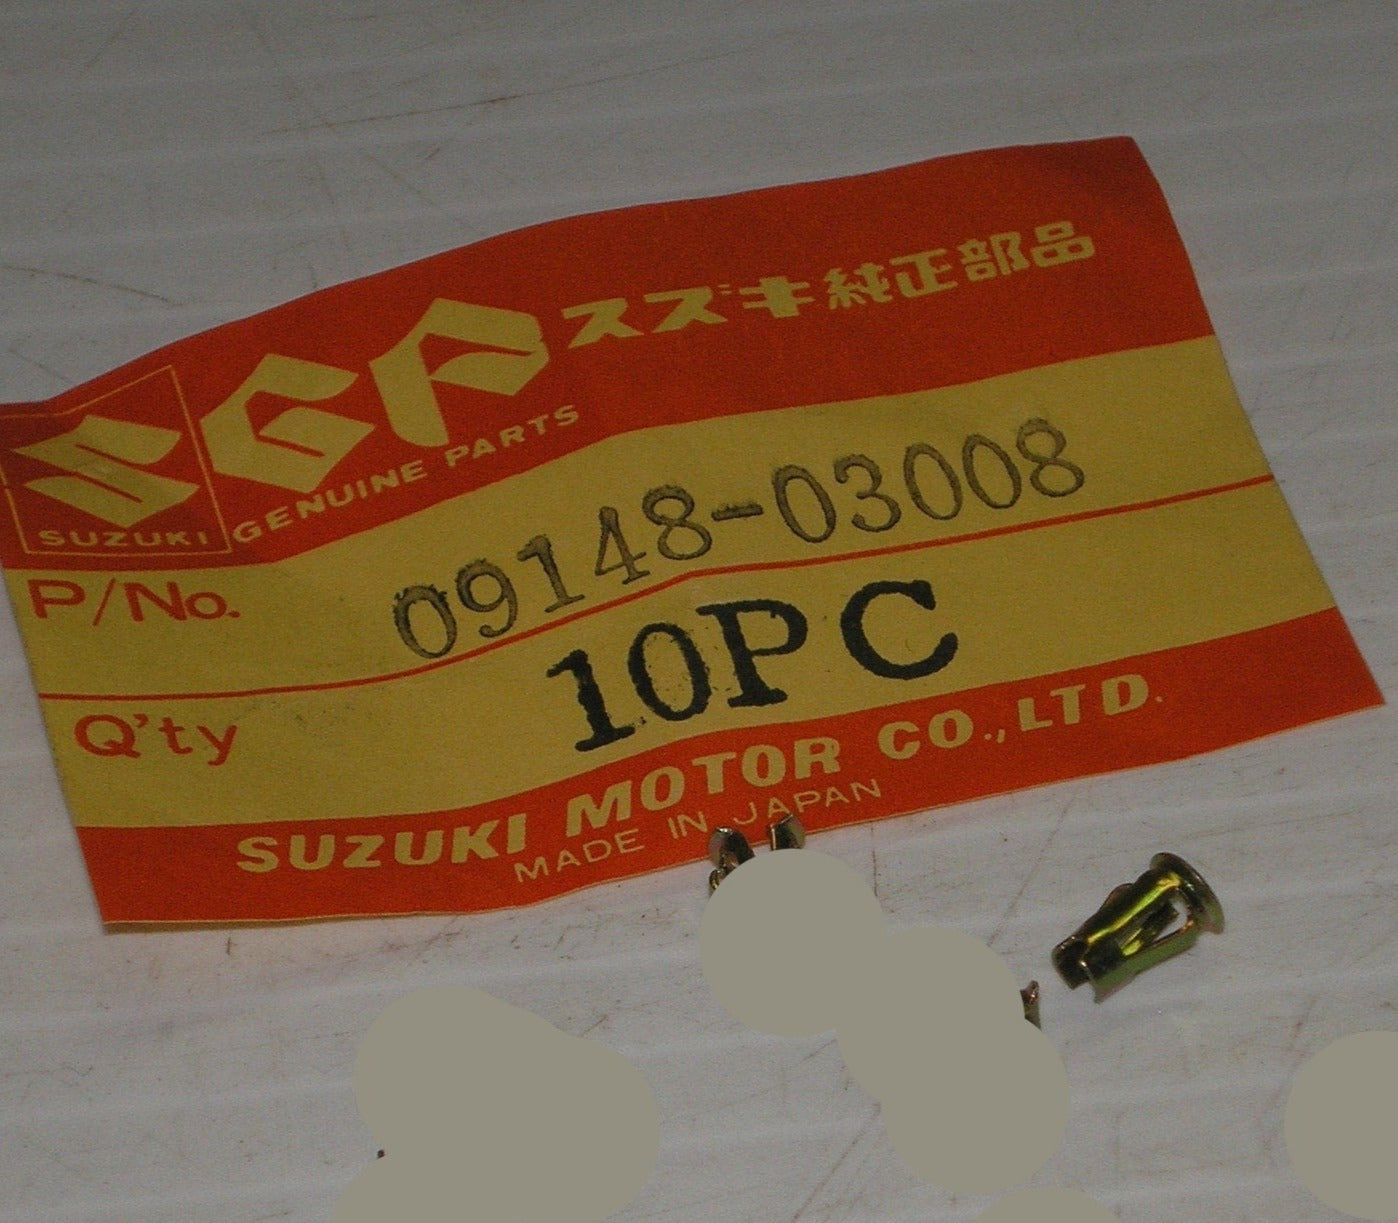 スズキ純正部品
GP
GENUINE PARTS
SUZUKI
P/No. 09148-03008
Q'ty 10PC
SUZUKI MOTOR CO., LTD.
MADE IN JAPAN